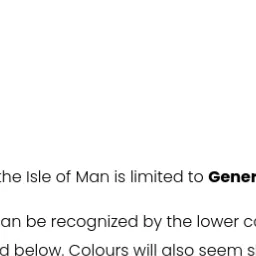 the Isle of Man is limited to Gener
an be recognized by the lower c
d below. Colours will also seem s